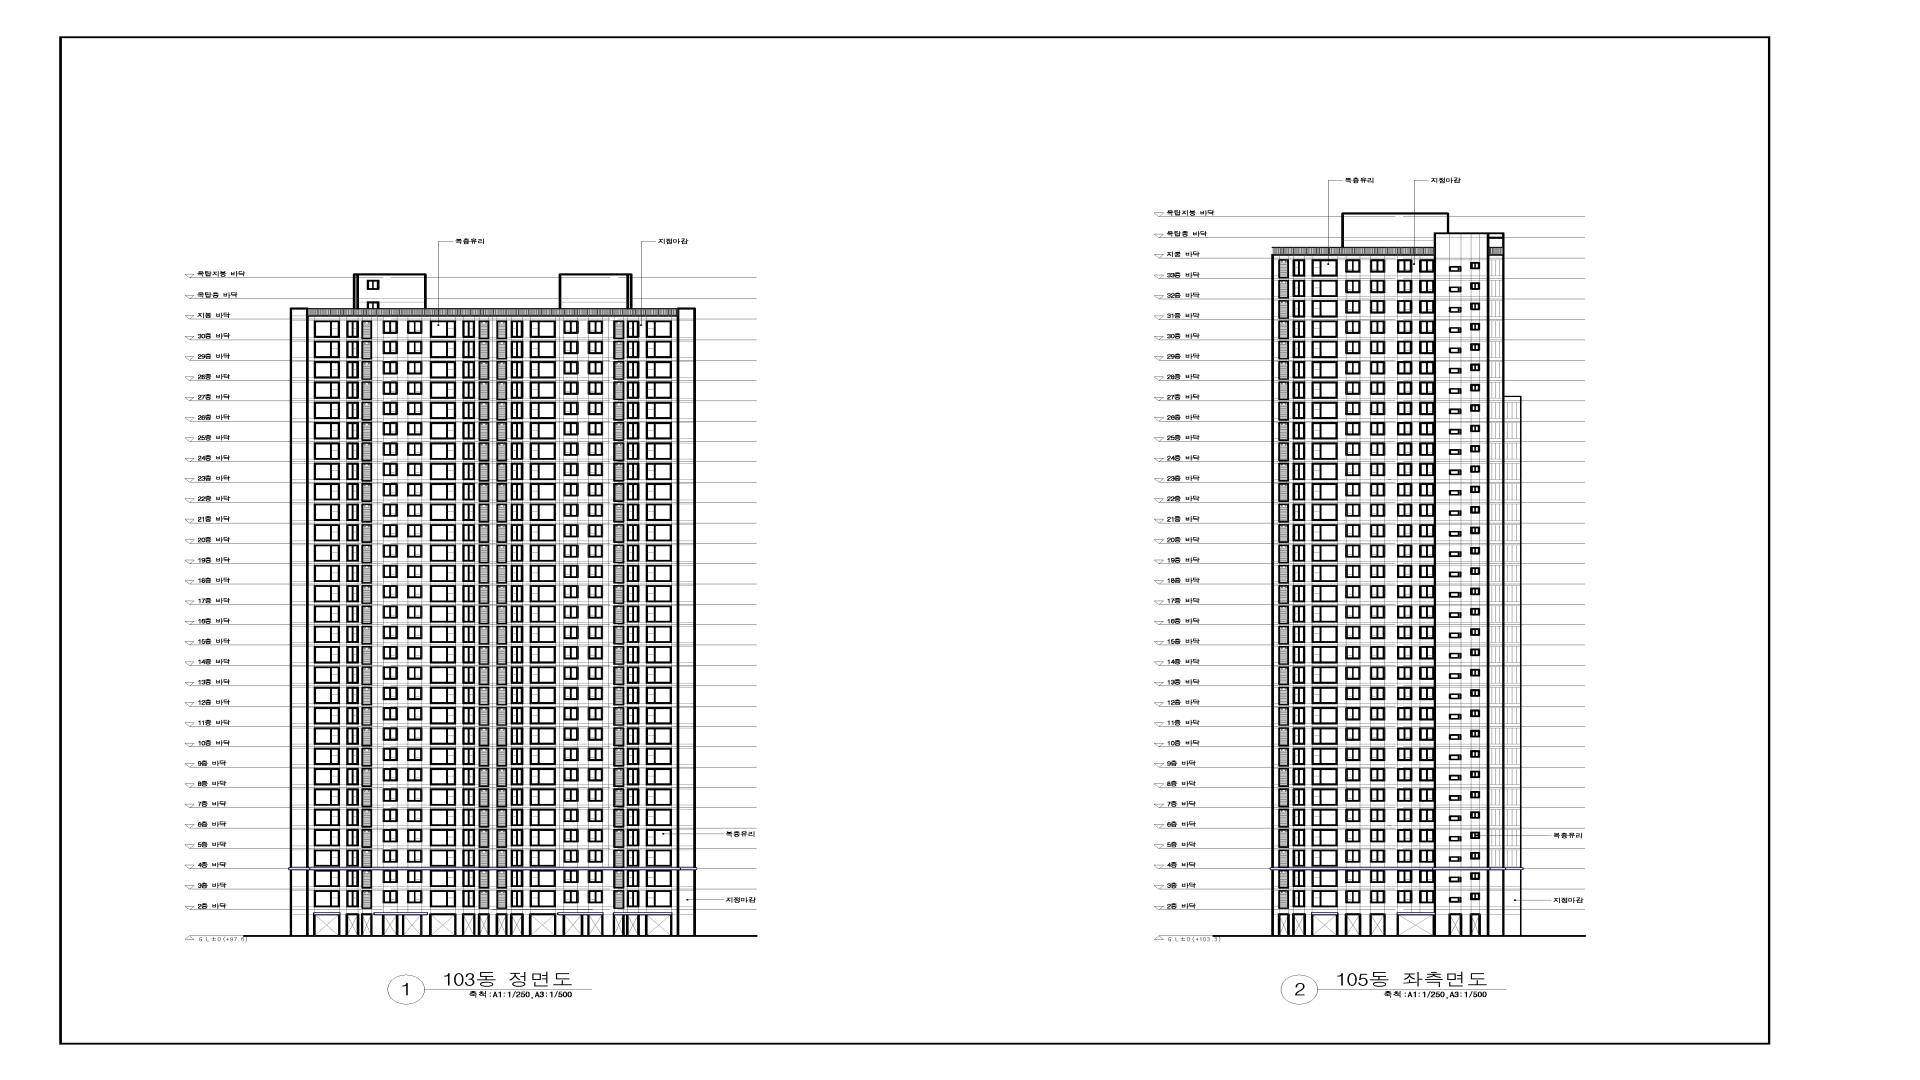 복층유리
지정마감
옥탑지붕 바닥
옥탑층 바닥
지붕 바닥
30층 바닥
29층 바닥
28층 바닥
27층 바닥
26층 바닥
25층 바닥
24층 바닥
23층 바닥
22층 바닥
21층 바닥
20층 바닥
19층 바닥
18층 바닥
17층 바닥
16층 바닥
15층 바닥
14층 바닥
13층 바닥
12층 바닥
11층 바닥
10층 바닥
9층 바닥
8층 바닥
7층 바닥
6층 바닥
복층유리
5층 바닥
4층 바닥
3층 바닥
지정마감
2층 바닥
G.L±0(+97.6)
1
103동 정면도
축척:A1:1/250,A3:1/500
복층유리
지정마감
옥탑지붕 바닥
옥탑층 바닥
지붕 바닥
33층 바닥
32층 바닥
31층 바닥
30층 바닥
29층 바닥
28층 바닥
27층 바닥
26층 바닥
25층 바닥
24층 바닥
23층 바닥
22층 바닥
21층 바닥
20층 바닥
19층 바닥
18층 바닥
17층 바닥
16층 바닥
15층 바닥
14층 바닥
13층 바닥
12층 바닥
11층 바닥
10층 바닥
9층 바닥
8층 바닥
7층 바닥
6층 바닥
복층유리
5층 바닥
4층 바닥
3층 바닥
지정마감
2층 바닥
G.L±0(+103.3)
2
105동 좌측면도
축척:A1:1/250,A3:1/500